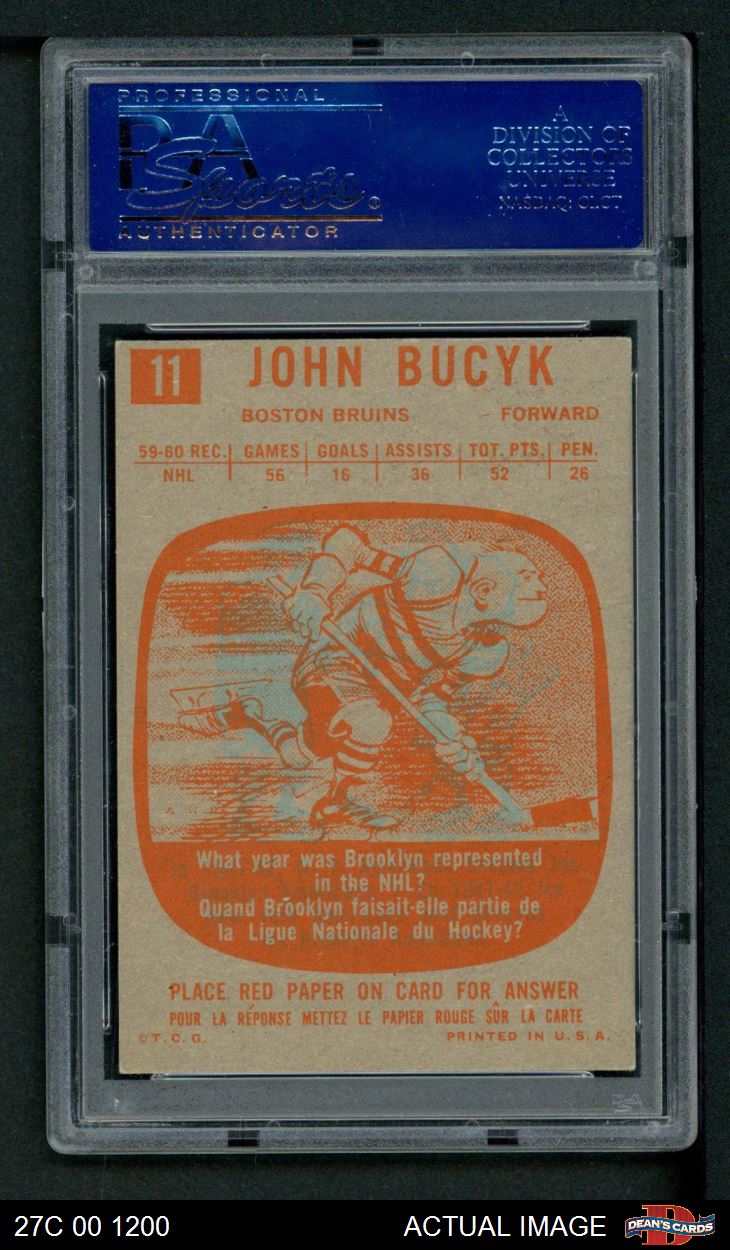 PROFESSIONAL
PSA
Sports ®
AUTHENTICATOR
A
DIVISION OF
COLLECTORS
UNIVERSE
NASDAQ: CLCT
11
JOHN BUCYK
BOSTON BRUINS FORWARD
59-60 REC. GAMES GOALS ASSISTS TOT. PTS. PEN.
NHL 56 16 36 52 26
What year was Brooklyn represented
in the NHL?
Quand Brooklyn faisait-elle partie de
la Ligue Nationale du Hockey?
PLACE RED PAPER ON CARD FOR ANSWER
POUR LA RÉPONSE METTEZ LE PAPIER ROUGE SÛR LA CARTE
© T. C. G. PRINTED IN U. S. A.
27C 00 1200 ACTUAL IMAGE DEAN'S CARDS